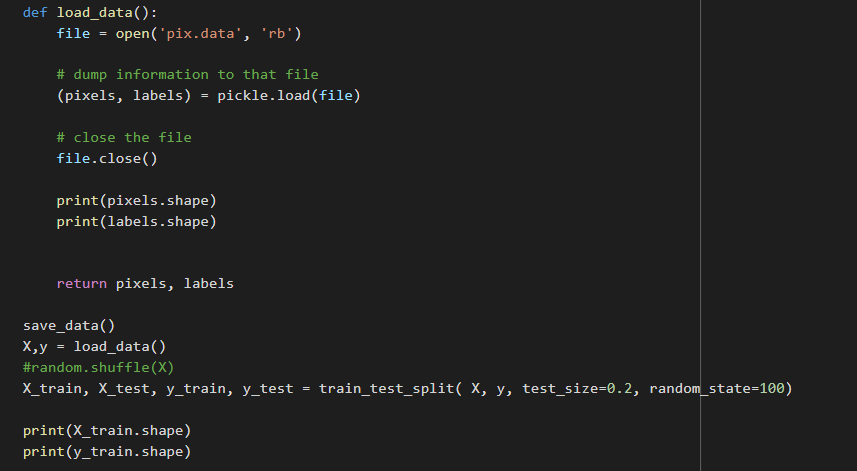 def load_data():
    file = open('pix.data', 'rb')
    # dump information to that file
    (pixels, labels) = pickle.load(file)
    # close the file
    file.close()
    print(pixels.shape)
    print(labels.shape)
    return pixels, labels
save_data()
X,y = load_data()
#random.shuffle(X)
X_train, X_test, y_train, y_test = train_test_split( X, y, test_size=0.2, random_state=100)
print(X_train.shape)
print(y_train.shape)